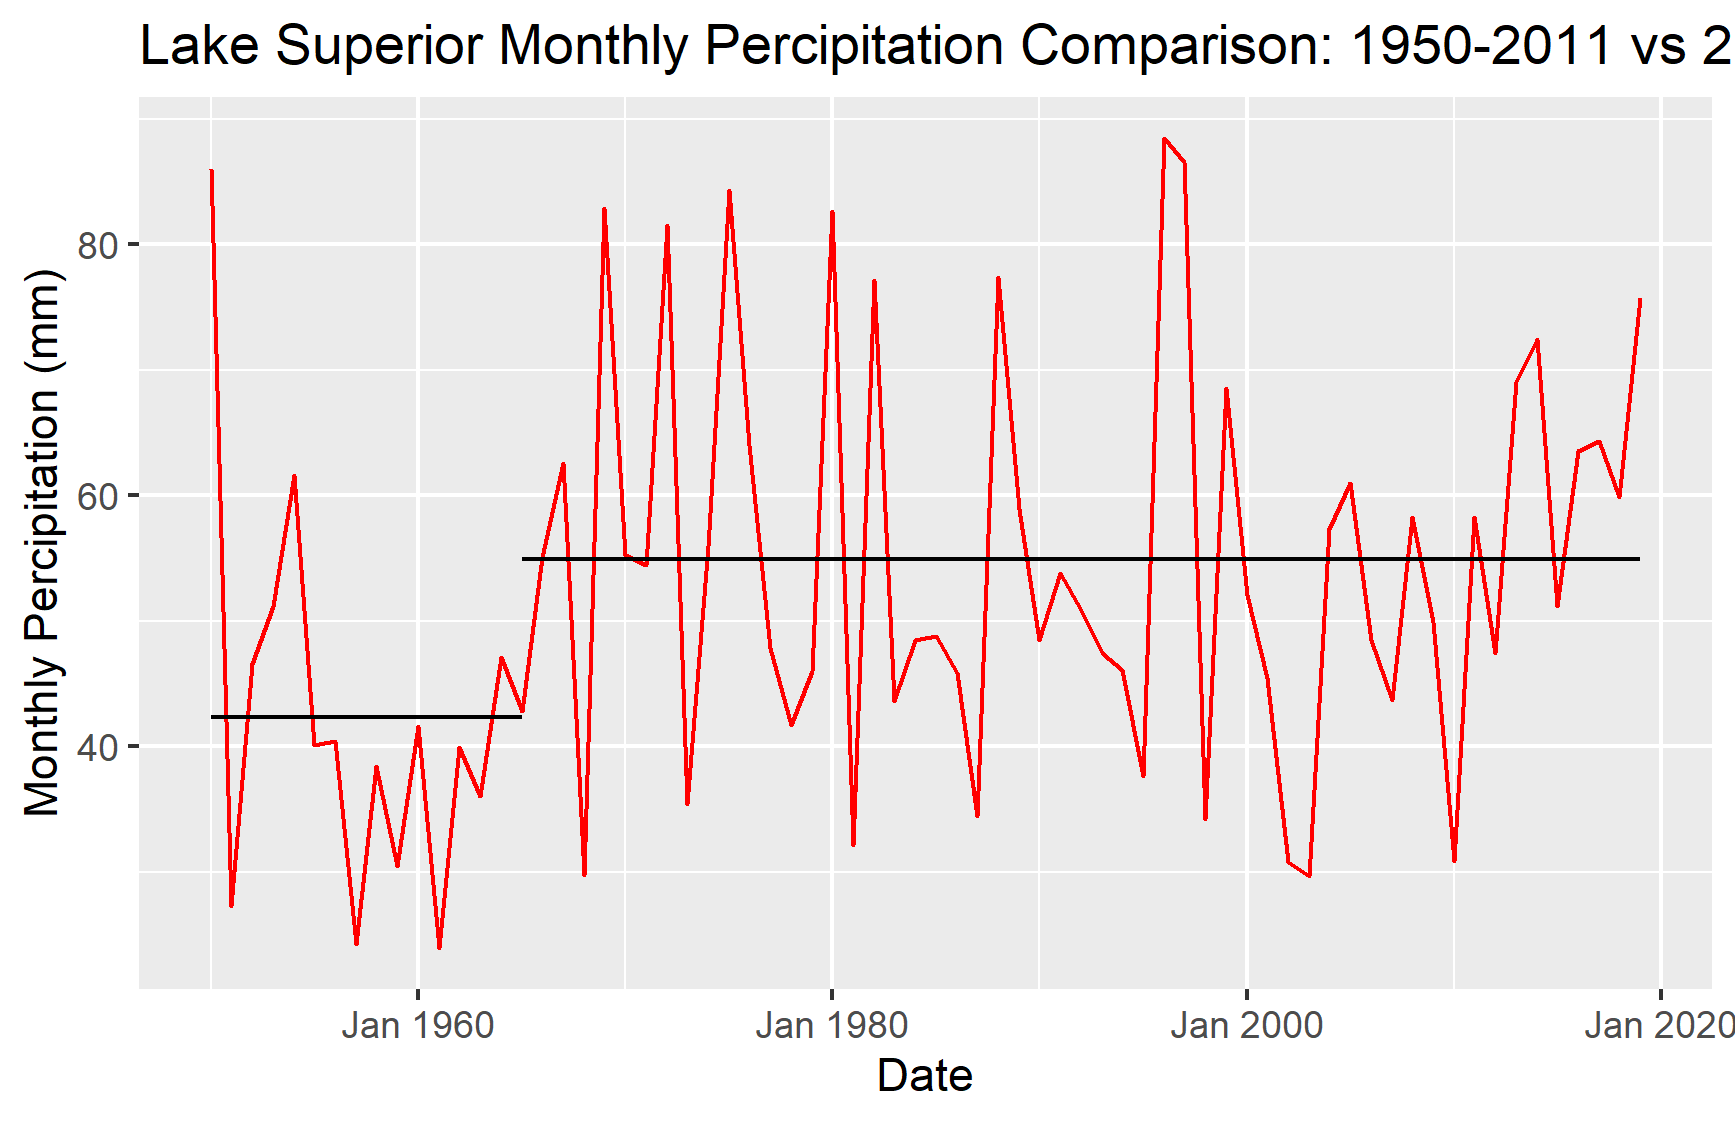 Lake Superior Monthly Percipitation Comparison: 1950-2011 vs 2
Monthly Percipitation (mm)
80
60
40
Jan 1960 Jan 1980 Jan 2000 Jan 2020
Date